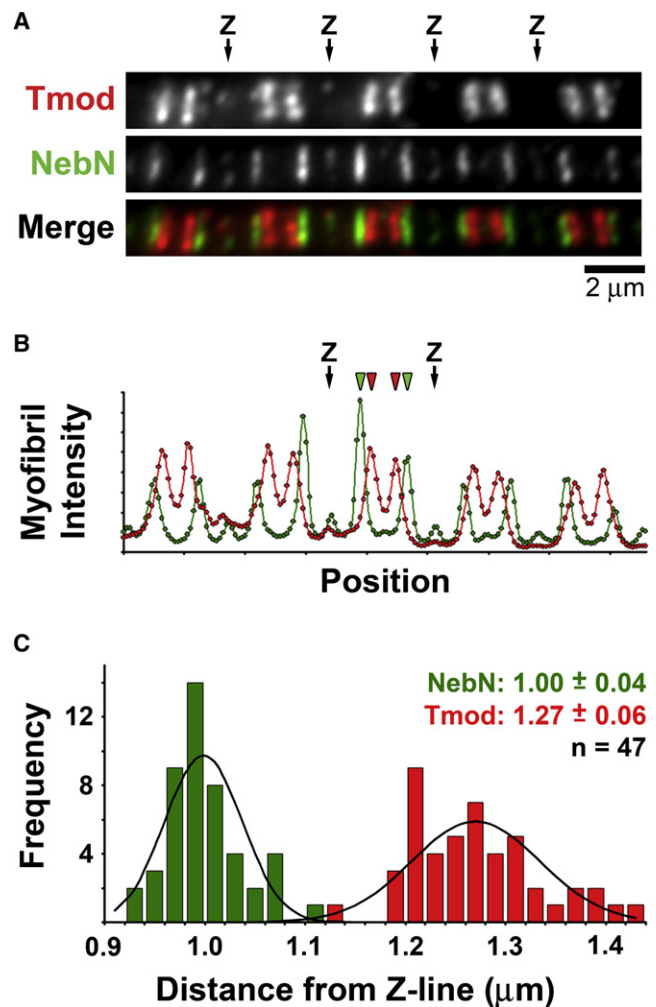 A
Z Z Z Z
Tmod
NebN
Merge
2 μm
B
Z Z
Myofibril
Intensity
Position
C
NebN: 1.00 ± 0.04
Tmod: 1.27 ± 0.06
n = 47
Frequency
12
8
4
0.9 1.0 1.1 1.2 1.3 1.4
Distance from Z-line (μm)